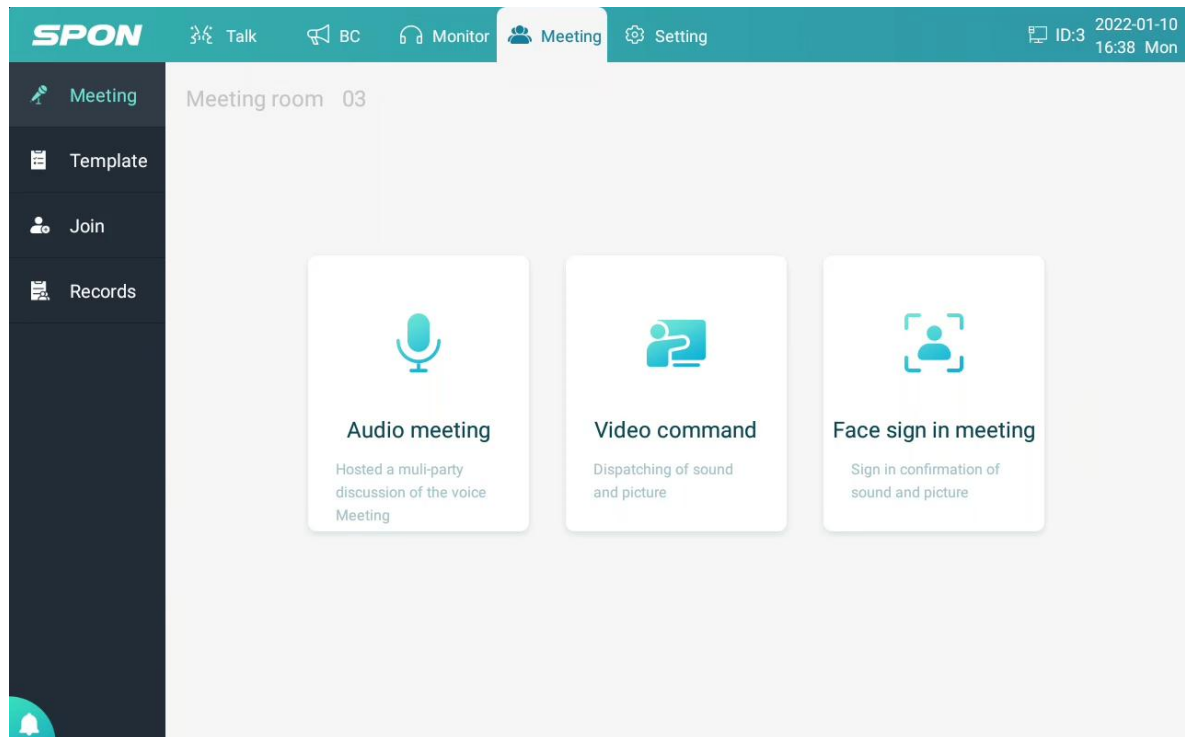 SPON
Talk
BC
Monitor
Meeting
Setting
ID:3
2022-01-10
16:38 Mon
Meeting
Template
Join
Records
Meeting room 03
Audio meeting
Hosted a muli-party
discussion of the voice
Meeting
Video command
Dispatching of sound
and picture
Face sign in meeting
Sign in confirmation of
sound and picture